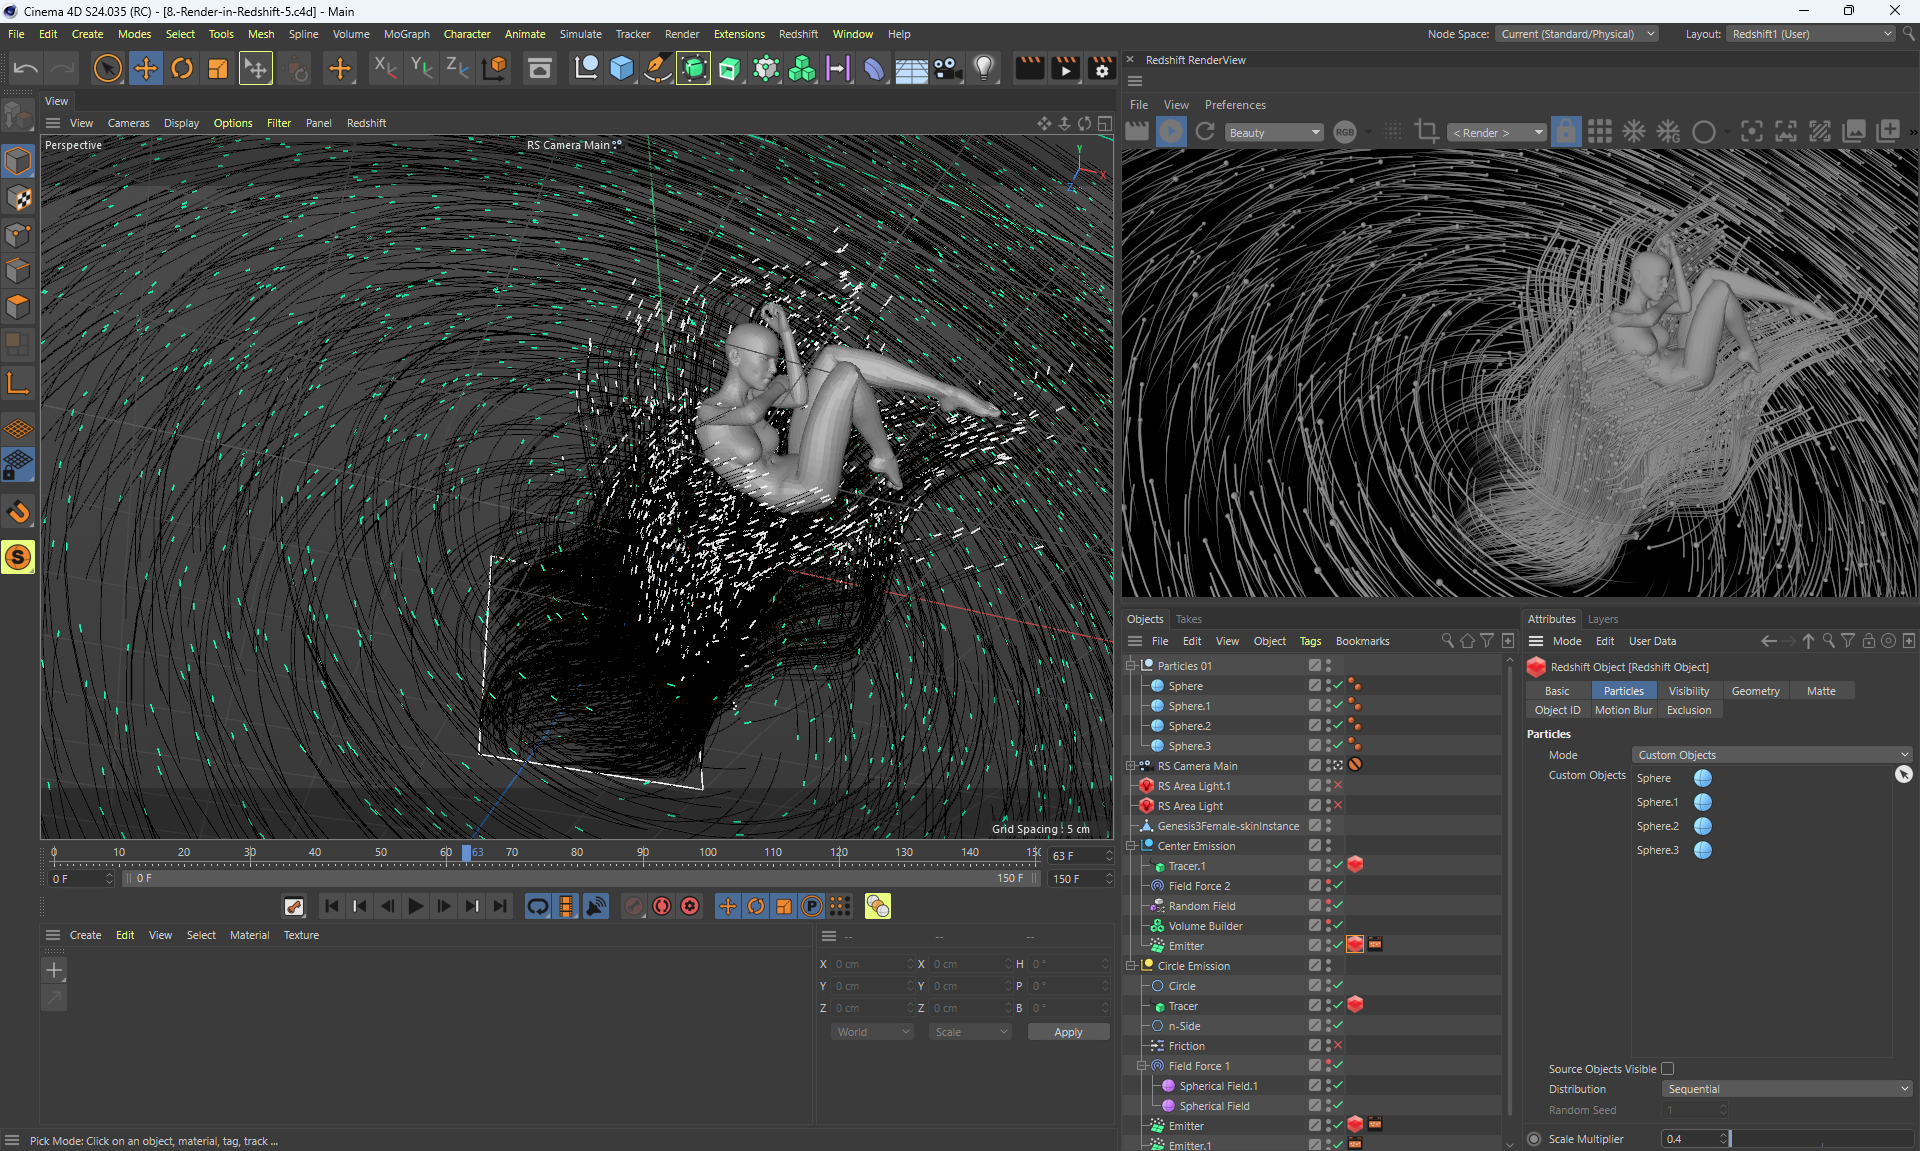 Cinema 4D S24.035 (RC) - [8.-Render-in-Redshift-5.c4d] - Main
File Edit Create Modes Select Tools Mesh Spline Volume MoGraph Character Animate Simulate Tracker Render Extensions Redshift Window Help
Node Space: Current (Standard/Physical) Layout: Redshift1 (User)
X Y Z
View
View Cameras Display Options Filter Panel Redshift
Perspective
RS Camera Main
Y
X
Z
Grid Spacing : 5 cm
Redshift RenderView
File View Preferences
Beauty RGB < Render >
0 10 20 30 40 50 60 63 70 80 90 100 110 120 130 140 15
63 F
0 F 0 F 150 F 150 F
P
S
Create Edit View Select Material Texture
-- -- --
X 0 cm X 0 cm H 0 °
Y 0 cm Y 0 cm P 0 °
Z 0 cm Z 0 cm B 0 °
World Scale Apply
Pick Mode: Click on an object, material, tag, track ...
Objects Takes
File Edit View Object Tags Bookmarks
Particles 01
Sphere
Sphere.1
Sphere.2
Sphere.3
RS Camera Main
RS Area Light.1
RS Area Light
Genesis3Female-skinInstance
Center Emission
Tracer.1
Field Force 2
Random Field
Volume Builder
Emitter
Circle Emission
Circle
Tracer
n-Side
Friction
Field Force 1
Spherical Field.1
Spherical Field
Emitter
Emitter.1
Attributes Layers
Mode Edit User Data
Redshift Object [Redshift Object]
Basic Particles Visibility Geometry Matte
Object ID Motion Blur Exclusion
Particles
Mode Custom Objects
Custom Objects Sphere
Sphere.1
Sphere.2
Sphere.3
Source Objects Visible
Distribution Sequential
Random Seed 1
Scale Multiplier 0.4